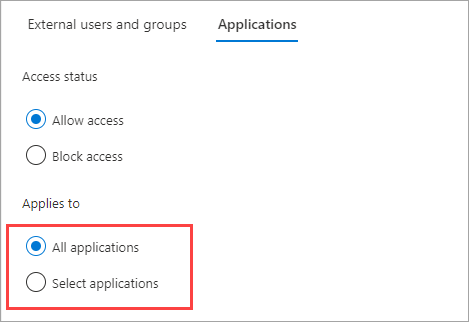 External users and groups Applications
Access status
Allow access
Block access
Applies to
All applications
Select applications